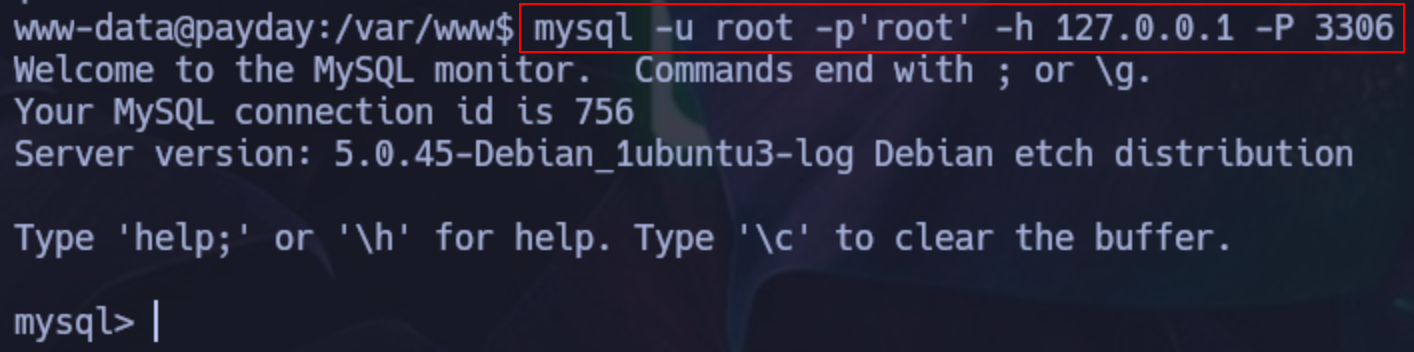 www-data@payday:/var/www$ mysql -u root -p'root' -h 127.0.0.1 -P 3306
Welcome to the MySQL monitor.  Commands end with ; or \g.
Your MySQL connection id is 756
Server version: 5.0.45-Debian_1ubuntu3-log Debian etch distribution

Type 'help;' or '\h' for help. Type '\c' to clear the buffer.

mysql>